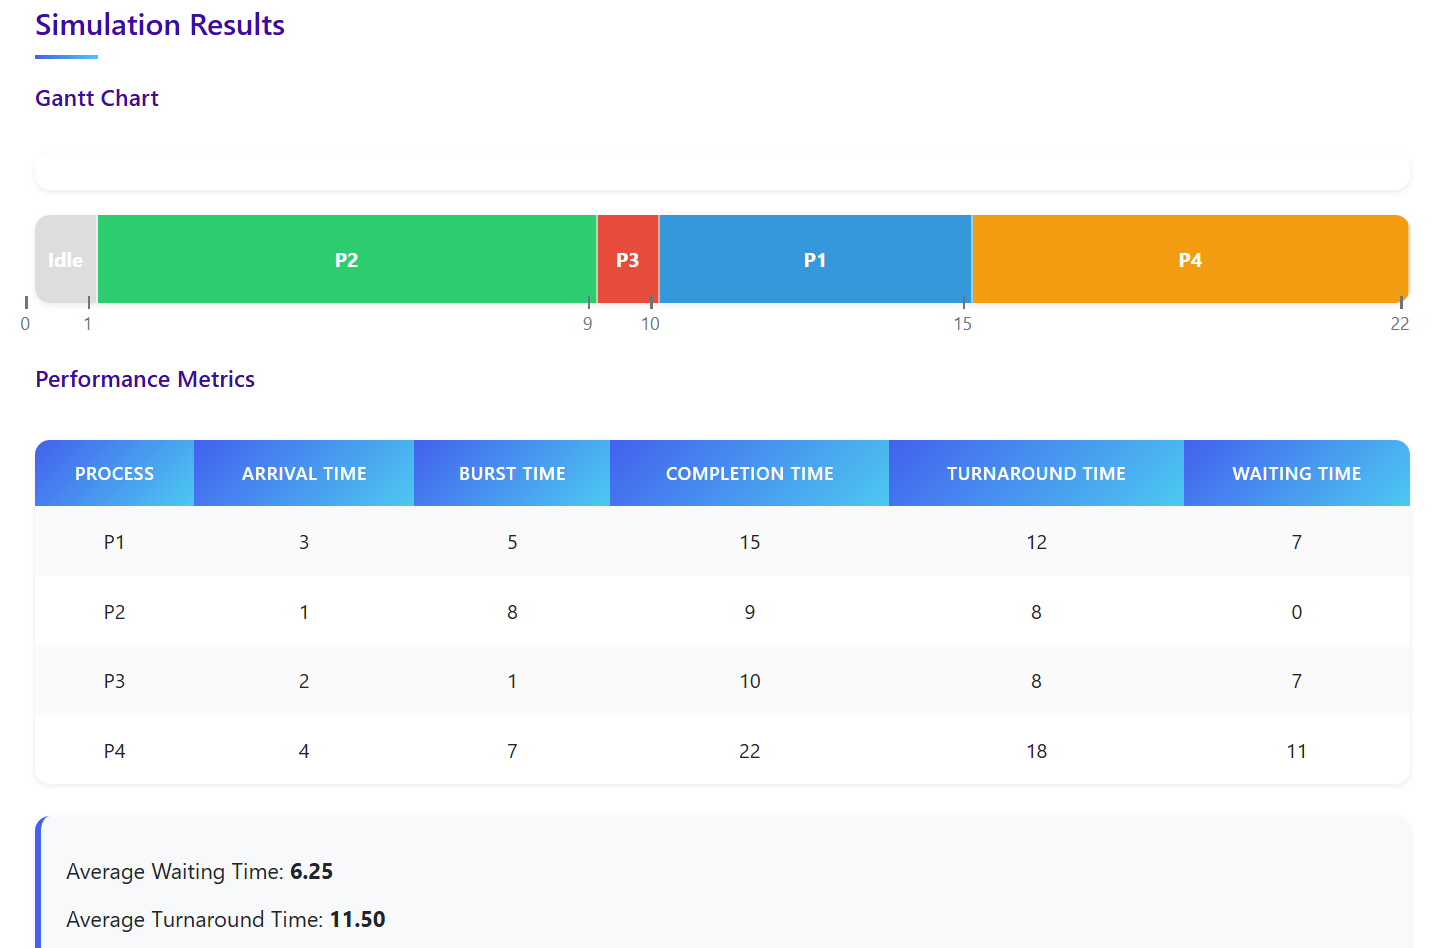 Simulation Results
Gantt Chart
Idle P2 P3 P1 P4
0 1 9 10 15 22
Performance Metrics
PROCESS ARRIVAL TIME BURST TIME COMPLETION TIME TURNAROUND TIME WAITING TIME
P1 3 5 15 12 7
P2 1 8 9 8 0
P3 2 1 10 8 7
P4 4 7 22 18 11
Average Waiting Time: 6.25
Average Turnaround Time: 11.50